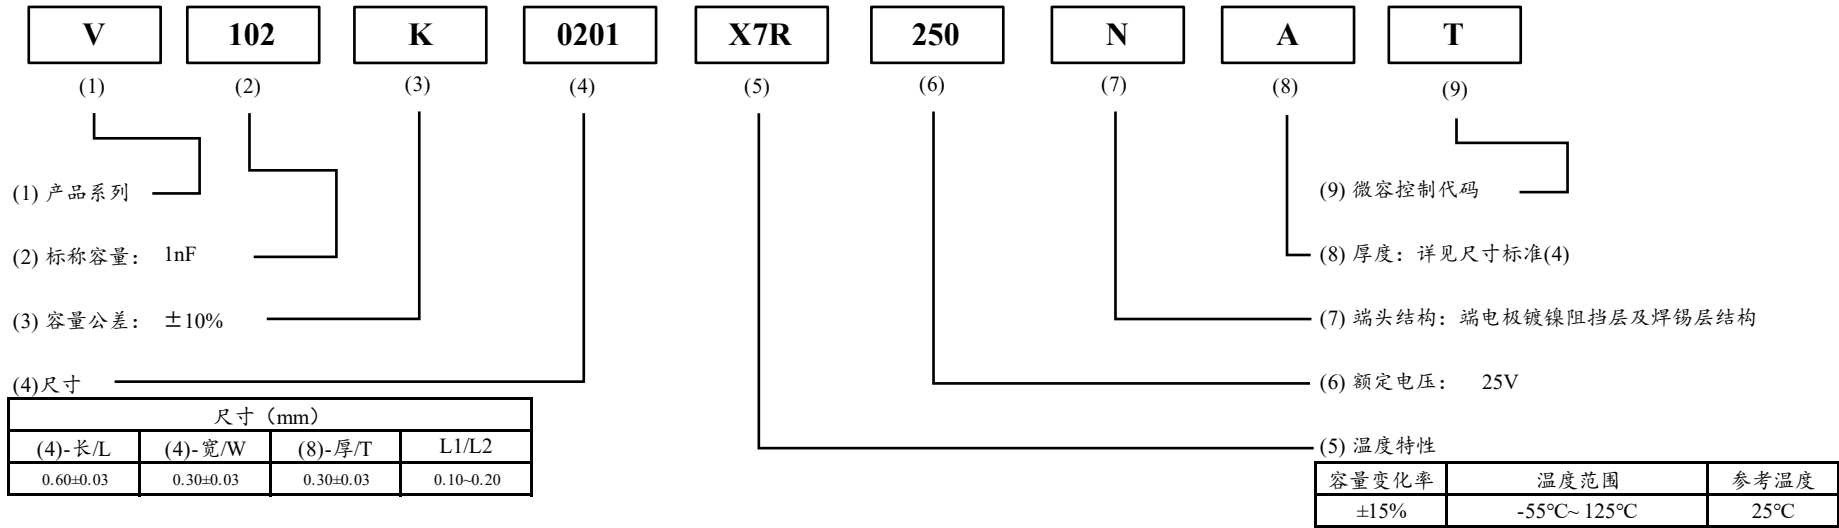 V 102 K 0201 X7R 250 N A T
(1) (2) (3) (4) (5) (6) (7) (8) (9)
(1) 产品系列
(9) 微容控制代码
(2) 标称容量： 1nF
(8) 厚度：详见尺寸标准(4)
(3) 容量公差： ±10%
(7) 端头结构：端电极镀镍阻挡层及焊锡层结构
(4)尺寸
(6) 额定电压： 25V
尺寸（mm）
(4)-长/L (4)-宽/W (8)-厚/T L1/L2
0.60±0.03 0.30±0.03 0.30±0.03 0.10~0.20
(5) 温度特性
容量变化率 温度范围 参考温度
±15% -55℃~ 125℃ 25℃